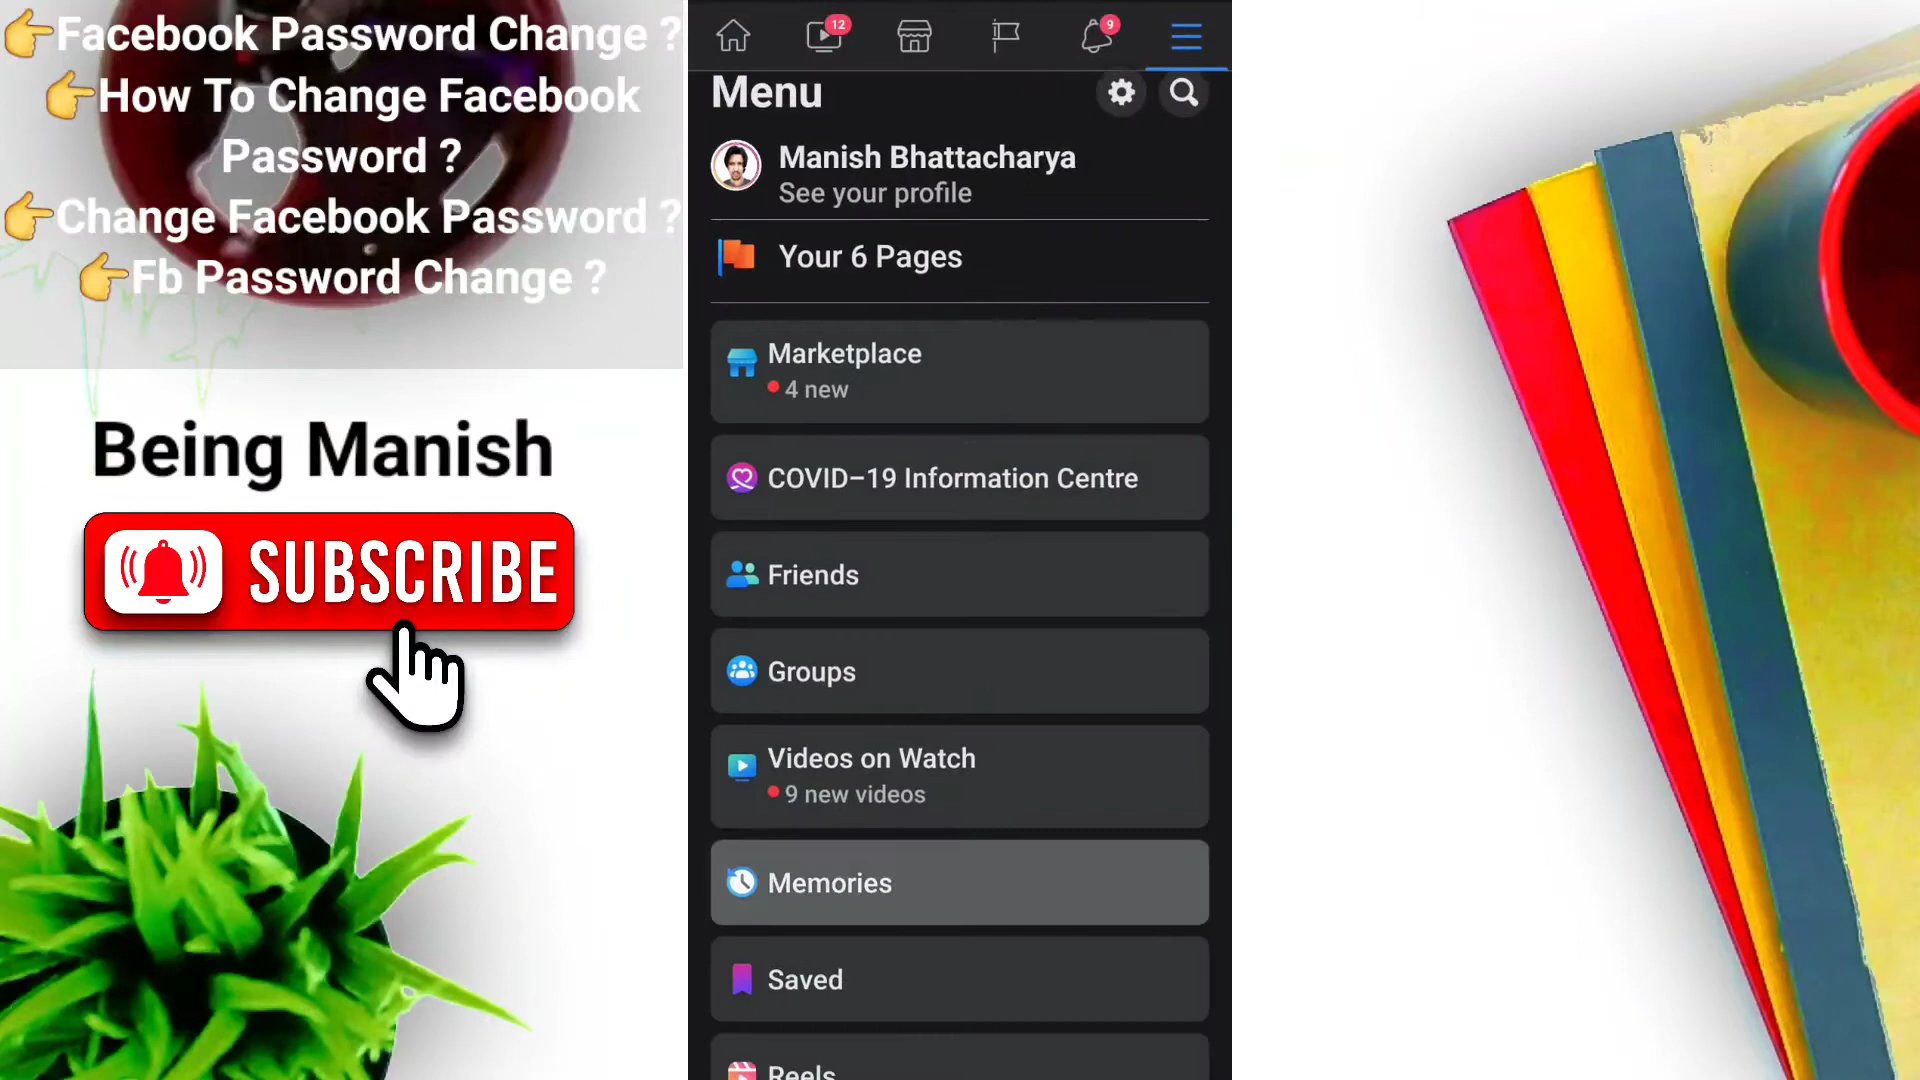 👉Facebook Password Change ?
👉How To Change Facebook
Password ?
👉Change Facebook Password ?
👉Fb Password Change ?
Being Manish
SUBSCRIBE
12
9
Menu
Manish Bhattacharya
See your profile
Your 6 Pages
Marketplace
4 new
COVID-19 Information Centre
Friends
Groups
Videos on Watch
9 new videos
Memories
Saved
Reels